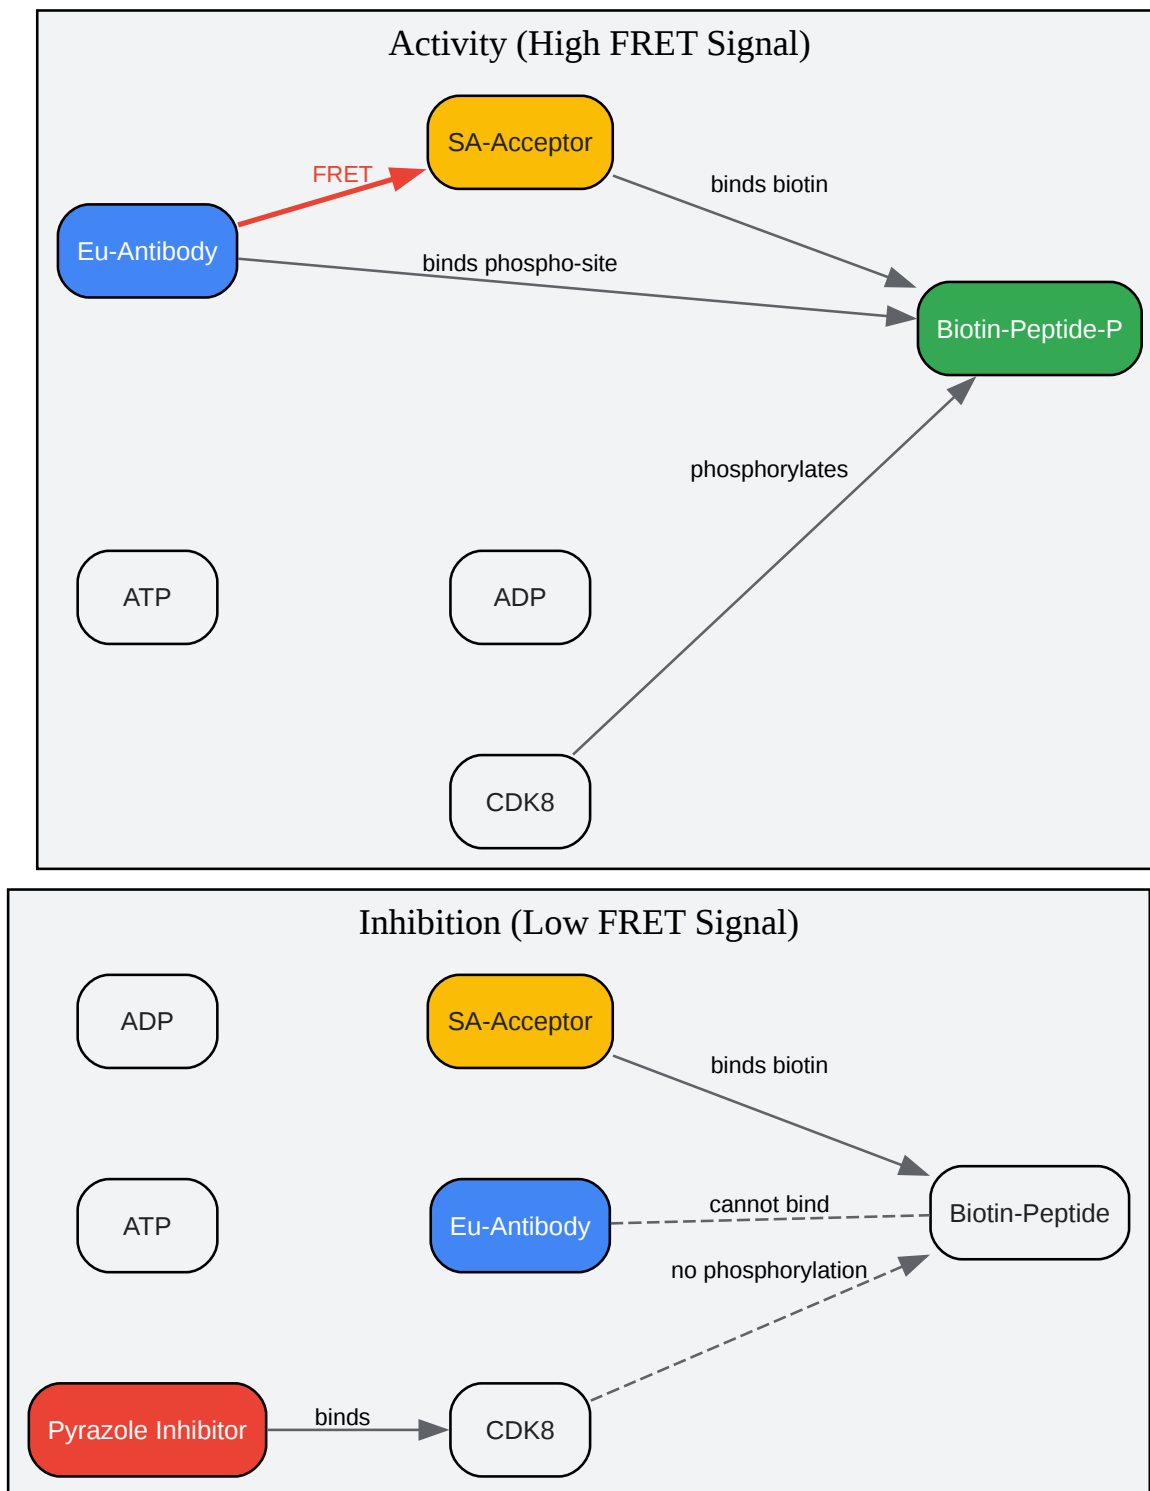 Activity (High FRET Signal)
SA-Acceptor
FRET
binds biotin
Eu-Antibody
binds phospho-site
Biotin-Peptide-P
phosphorylates
ATP
ADP
CDK8
Inhibition (Low FRET Signal)
ADP
SA-Acceptor
binds biotin
ATP
Eu-Antibody
cannot bind
Biotin-Peptide
no phosphorylation
Pyrazole Inhibitor
binds
CDK8